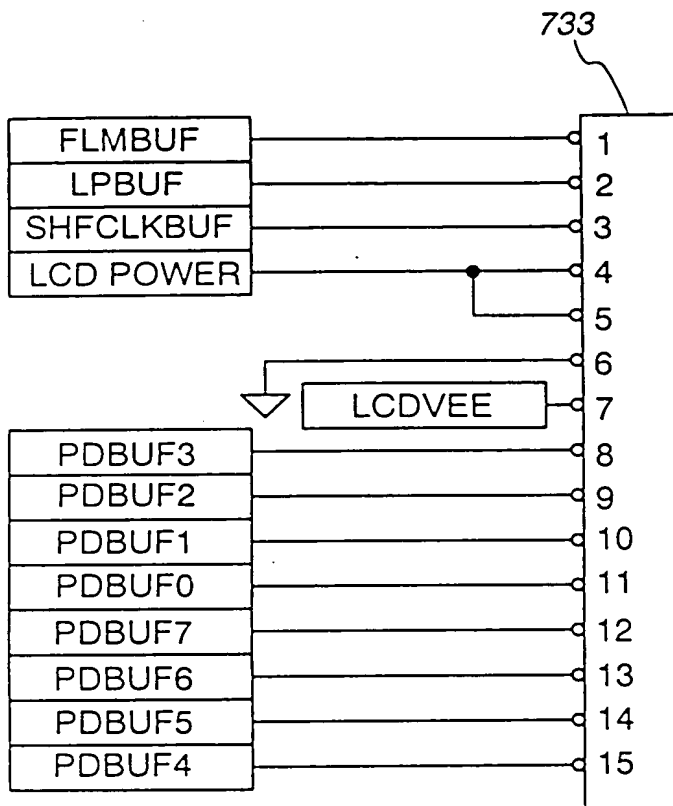 733
FLMBUF 1
LPBUF 2
SHFCLKBUF 3
LCD POWER 4
5
6
LCDVEE 7
PDBUF3 8
PDBUF2 9
PDBUF1 10
PDBUF0 11
PDBUF7 12
PDBUF6 13
PDBUF5 14
PDBUF4 15